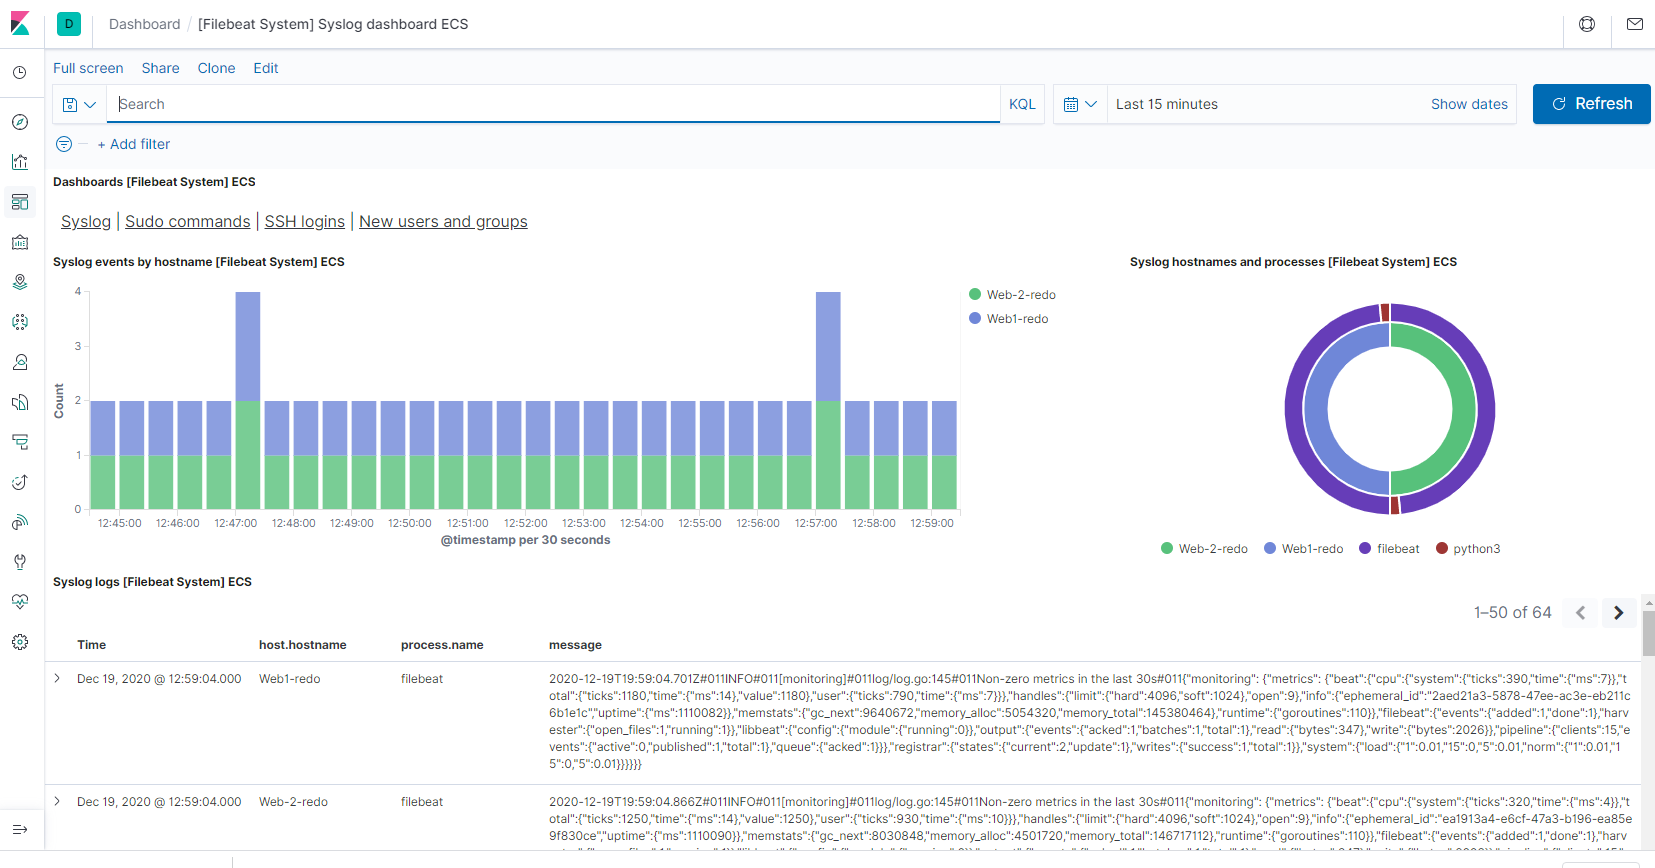 D
Dashboard / [Filebeat System] Syslog dashboard ECS
Full screen Share Clone Edit
Search KQL Last 15 minutes Show dates Refresh
+ Add filter
Dashboards [Filebeat System] ECS
Syslog | Sudo commands | SSH logins | New users and groups
Syslog events by hostname [Filebeat System] ECS
4
3
2
1
0
Count
12:45:00 12:46:00 12:47:00 12:48:00 12:49:00 12:50:00 12:51:00 12:52:00 12:53:00 12:54:00 12:55:00 12:56:00 12:57:00 12:58:00 12:59:00
@timestamp per 30 seconds
Web-2-redo
Web1-redo
Syslog hostnames and processes [Filebeat System] ECS
Web-2-redo Web1-redo filebeat python3
Syslog logs [Filebeat System] ECS
1–50 of 64
Time host.hostname process.name message
Dec 19, 2020 @ 12:59:04.000 Web1-redo filebeat 2020-12-19T19:59:04.701Z#011INFO#011[monitoring]#011log/log.go:145#011Non-zero metrics in the last 30s#011{"monitoring": {"metrics": {"beat":{"cpu":{"system":{"ticks":390,"time":{"ms":7}},"t
otal":{"ticks":1180,"time":{"ms":14},"value":1180},"user":{"ticks":790,"time":{"ms":7}}},"handles":{"limit":{"hard":4096,"soft":1024},"open":9},"info":{"ephemeral_id":"2aed21a3-5878-47ee-ac3e-eb211c
6b1e1c","uptime":{"ms":1110082}},"memstats":{"gc_next":9640672,"memory_alloc":5054320,"memory_total":145380464},"runtime":{"goroutines":110}},"filebeat":{"events":{"added":1,"done":1},"harv
ester":{"open_files":1,"running":1}},"libbeat":{"config":{"module":{"running":0}},"output":{"events":{"acked":1,"batches":1,"total":1},"read":{"bytes":347},"write":{"bytes":2026}},"pipeline":{"clients":15,"e
vents":{"active":0,"published":1,"total":1},"queue":{"acked":1}}},"registrar":{"states":{"current":2,"update":1},"writes":{"success":1,"total":1}},"system":{"load":{"1":0.01,"15":0,"5":0.01,"norm":{"1":0.01,"1
5":0,"5":0.01}}}}}}
Dec 19, 2020 @ 12:59:04.000 Web-2-redo filebeat 2020-12-19T19:59:04.866Z#011INFO#011[monitoring]#011log/log.go:145#011Non-zero metrics in the last 30s#011{"monitoring": {"metrics": {"beat":{"cpu":{"system":{"ticks":320,"time":{"ms":4}},"t
otal":{"ticks":1250,"time":{"ms":14},"value":1250},"user":{"ticks":930,"time":{"ms":10}}},"handles":{"limit":{"hard":4096,"soft":1024},"open":9},"info":{"ephemeral_id":"ea1913a4-e6cf-47a3-b196-ea85e
9f830ce","uptime":{"ms":1110090}},"memstats":{"gc_next":8030848,"memory_alloc":4501720,"memory_total":146717112},"runtime":{"goroutines":110}},"filebeat":{"events":{"added":1,"done":1},"harv